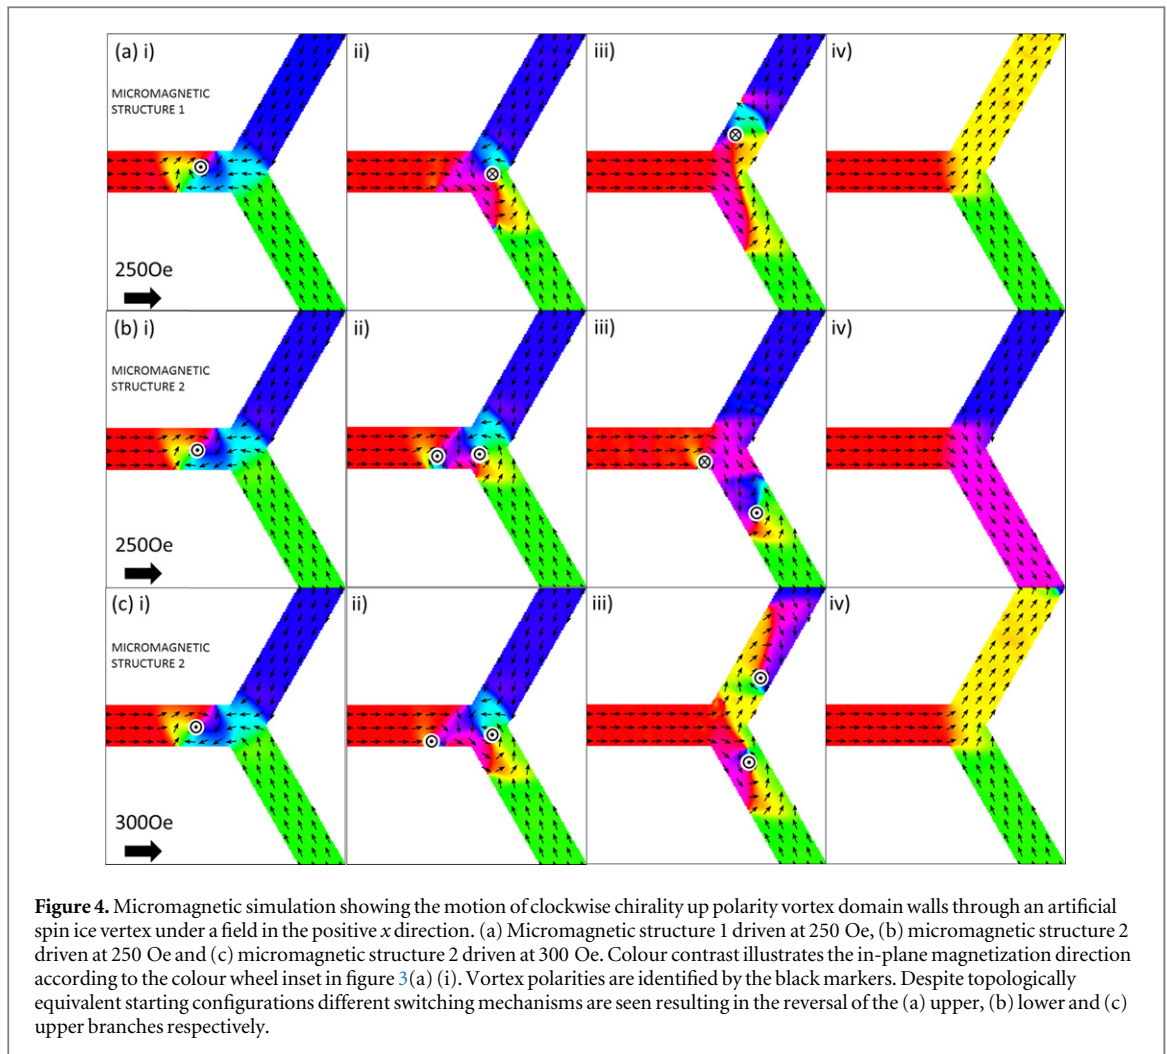 (a) i) ii) iii) iv)
MICROMAGNETIC
STRUCTURE 1
250Oe
(b) i) ii) iii) iv)
MICROMAGNETIC
STRUCTURE 2
250Oe
(c) i) ii) iii) iv)
MICROMAGNETIC
STRUCTURE 2
300Oe
Figure 4. Micromagnetic simulation showing the motion of clockwise chirality up polarity vortex domain walls through an artificial
spin ice vertex under a field in the positive x direction. (a) Micromagnetic structure 1 driven at 250 Oe, (b) micromagnetic structure 2
driven at 250 Oe and (c) micromagnetic structure 2 driven at 300 Oe. Colour contrast illustrates the in-plane magnetization direction
according to the colour wheel inset in figure 3(a) (i). Vortex polarities are identified by the black markers. Despite topologically
equivalent starting configurations different switching mechanisms are seen resulting in the reversal of the (a) upper, (b) lower and (c)
upper branches respectively.